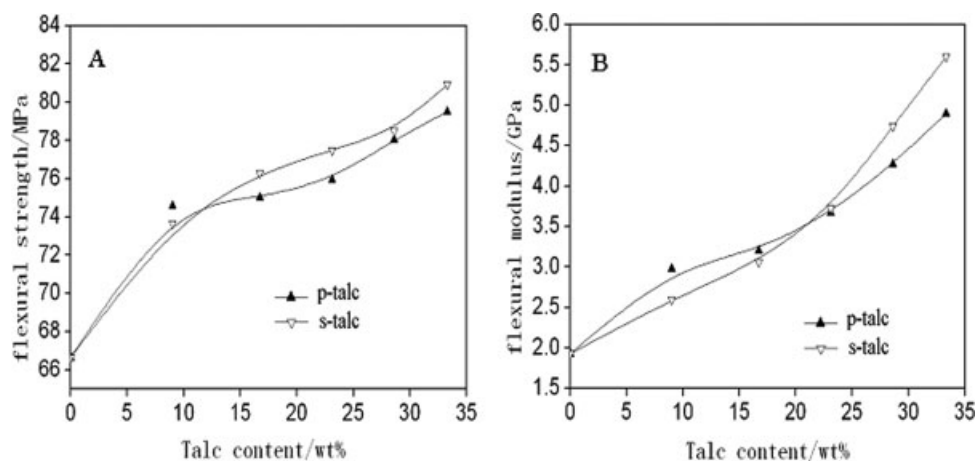 A
flexural strength/MPa
84
82
80
78
76
74
72
70
68
66
0 5 10 15 20 25 30 35
Talc content/wt%
p-talc
s-talc
B
flexural modulus/GPa
6.0
5.5
5.0
4.5
4.0
3.5
3.0
2.5
2.0
1.5
0 5 10 15 20 25 30 35
Talc content/wt%
p-talc
s-talc